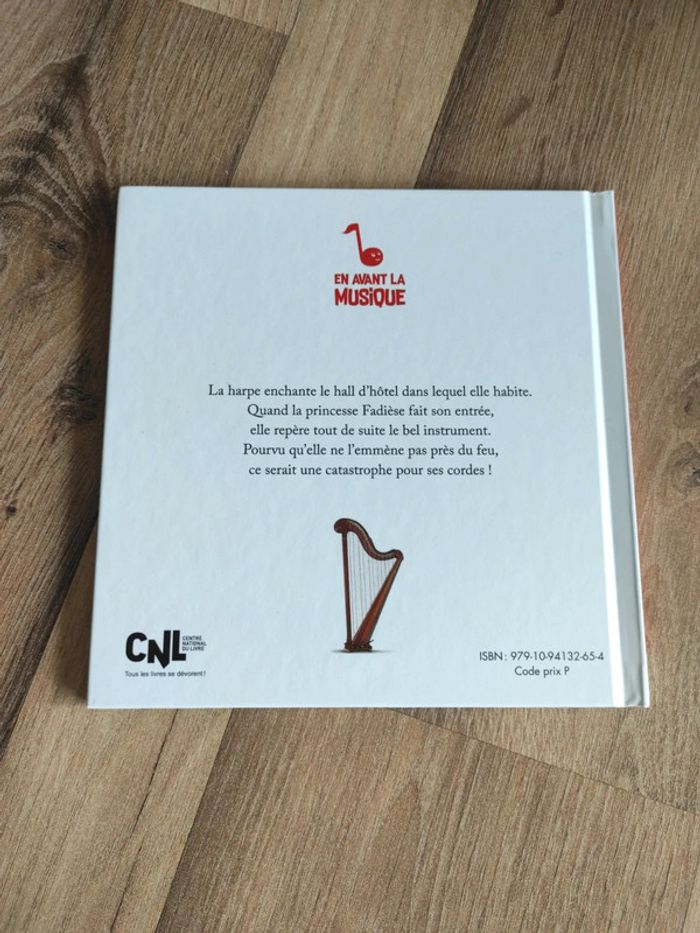 EN AVANT LA
MUSIQUE
La harpe enchante le hall d'hôtel dans lequel elle habite.
Quand la princesse Fadièse fait son entrée,
elle repère tout de suite le bel instrument.
Pourvu qu'elle ne l'emmène pas près du feu,
ce serait une catastrophe pour ses cordes !
CNL
CENTRE
NATIONAL
DU LIVRE
Tous les livres se dévorent !
ISBN : 979-10-94132-65-4
Code prix P